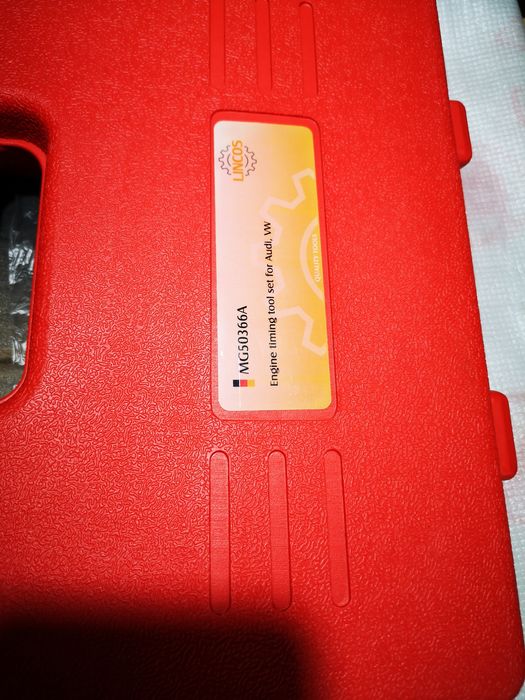 LINCOS
MG50366A
Engine timing tool set for Audi, VW
QUALITY TOOLS